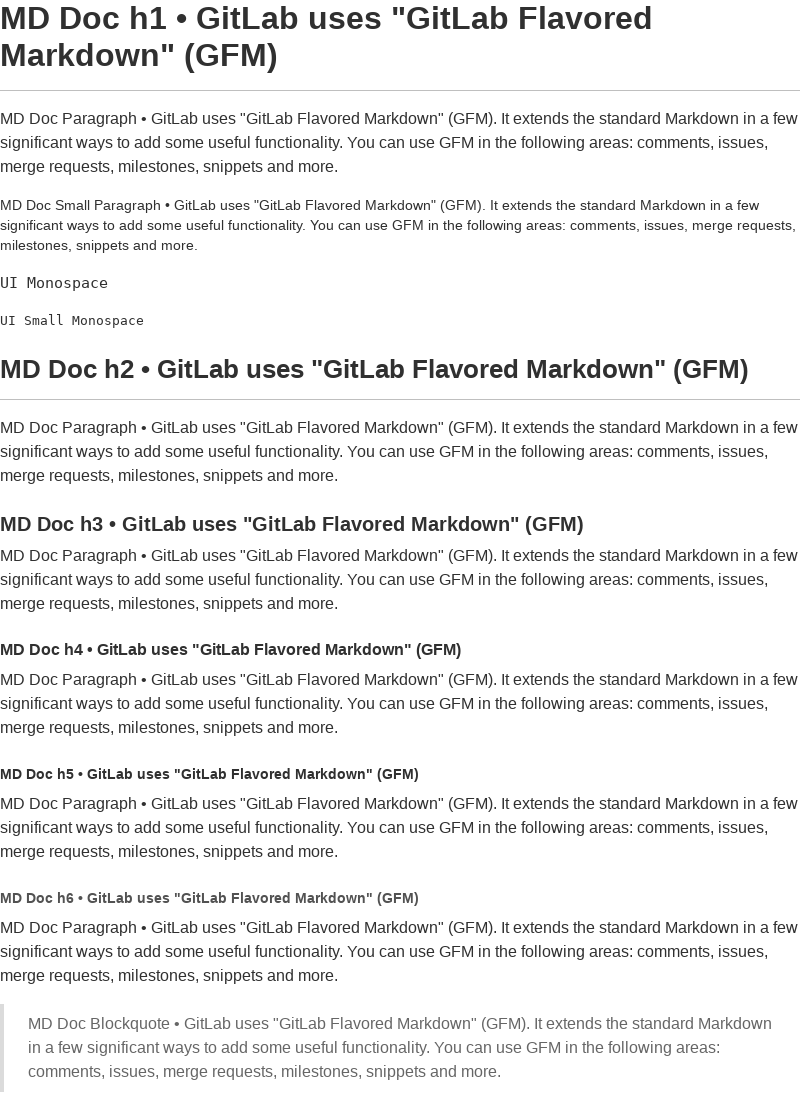 MD Doc h1 • GitLab uses "GitLab Flavored
Markdown" (GFM)
MD Doc Paragraph • GitLab uses "GitLab Flavored Markdown" (GFM). It extends the standard Markdown in a few
significant ways to add some useful functionality. You can use GFM in the following areas: comments, issues,
merge requests, milestones, snippets and more.
MD Doc Small Paragraph • GitLab uses "GitLab Flavored Markdown" (GFM). It extends the standard Markdown in a few
significant ways to add some useful functionality. You can use GFM in the following areas: comments, issues, merge requests,
milestones, snippets and more.
UI Monospace
UI Small Monospace
MD Doc h2 • GitLab uses "GitLab Flavored Markdown" (GFM)
MD Doc Paragraph • GitLab uses "GitLab Flavored Markdown" (GFM). It extends the standard Markdown in a few
significant ways to add some useful functionality. You can use GFM in the following areas: comments, issues,
merge requests, milestones, snippets and more.
MD Doc h3 • GitLab uses "GitLab Flavored Markdown" (GFM)
MD Doc Paragraph • GitLab uses "GitLab Flavored Markdown" (GFM). It extends the standard Markdown in a few
significant ways to add some useful functionality. You can use GFM in the following areas: comments, issues,
merge requests, milestones, snippets and more.
MD Doc h4 • GitLab uses "GitLab Flavored Markdown" (GFM)
MD Doc Paragraph • GitLab uses "GitLab Flavored Markdown" (GFM). It extends the standard Markdown in a few
significant ways to add some useful functionality. You can use GFM in the following areas: comments, issues,
merge requests, milestones, snippets and more.
MD Doc h5 • GitLab uses "GitLab Flavored Markdown" (GFM)
MD Doc Paragraph • GitLab uses "GitLab Flavored Markdown" (GFM). It extends the standard Markdown in a few
significant ways to add some useful functionality. You can use GFM in the following areas: comments, issues,
merge requests, milestones, snippets and more.
MD Doc h6 • GitLab uses "GitLab Flavored Markdown" (GFM)
MD Doc Paragraph • GitLab uses "GitLab Flavored Markdown" (GFM). It extends the standard Markdown in a few
significant ways to add some useful functionality. You can use GFM in the following areas: comments, issues,
merge requests, milestones, snippets and more.
MD Doc Blockquote • GitLab uses "GitLab Flavored Markdown" (GFM). It extends the standard Markdown
in a few significant ways to add some useful functionality. You can use GFM in the following areas:
comments, issues, merge requests, milestones, snippets and more.